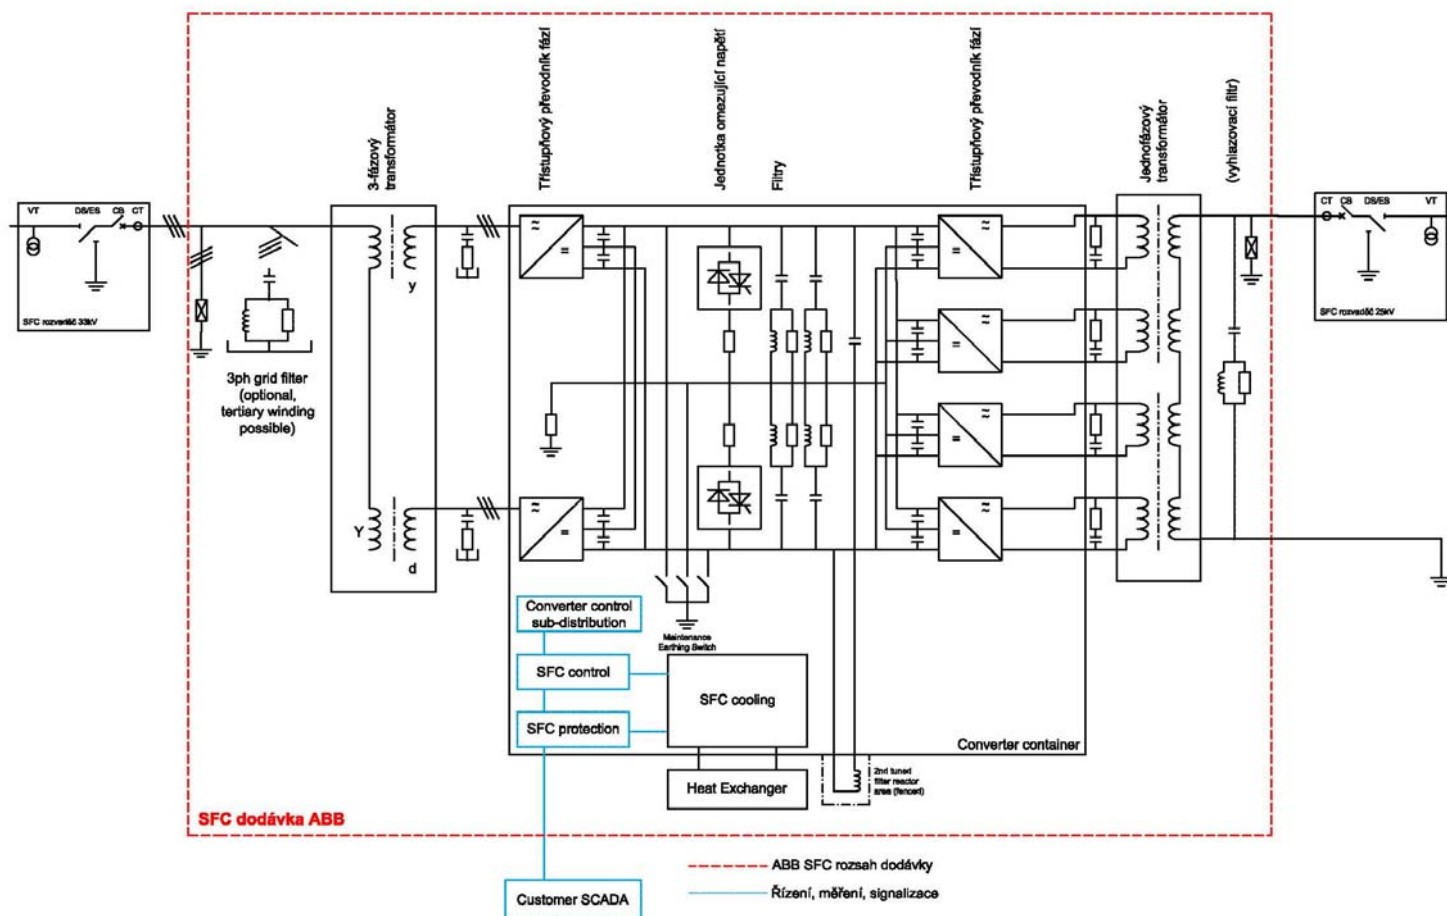 3-fázový
transformátor
Třístupňový převodník fází
Jednotka omezující napětí
Filtry
Třístupňový převodník fází
Jednofázový
transformátor
(vyhlazovací filtr)
VT
DS/ES
CB
CT
SFC rozvaděč 33kV
CT
CB
DS/ES
VT
SFC rozvaděč 25kV
3ph grid filter
(optional,
tertiary winding
possible)
y
Y
d
Converter control
sub-distribution
SFC control
SFC protection
Maintenance
Earthing Switch
SFC cooling
Converter container
Heat Exchanger
2nd tuned
filter reactor
area (fenced)
SFC dodávka ABB
Customer SCADA
ABB SFC rozsah dodávky
Řízení, měření, signalizace